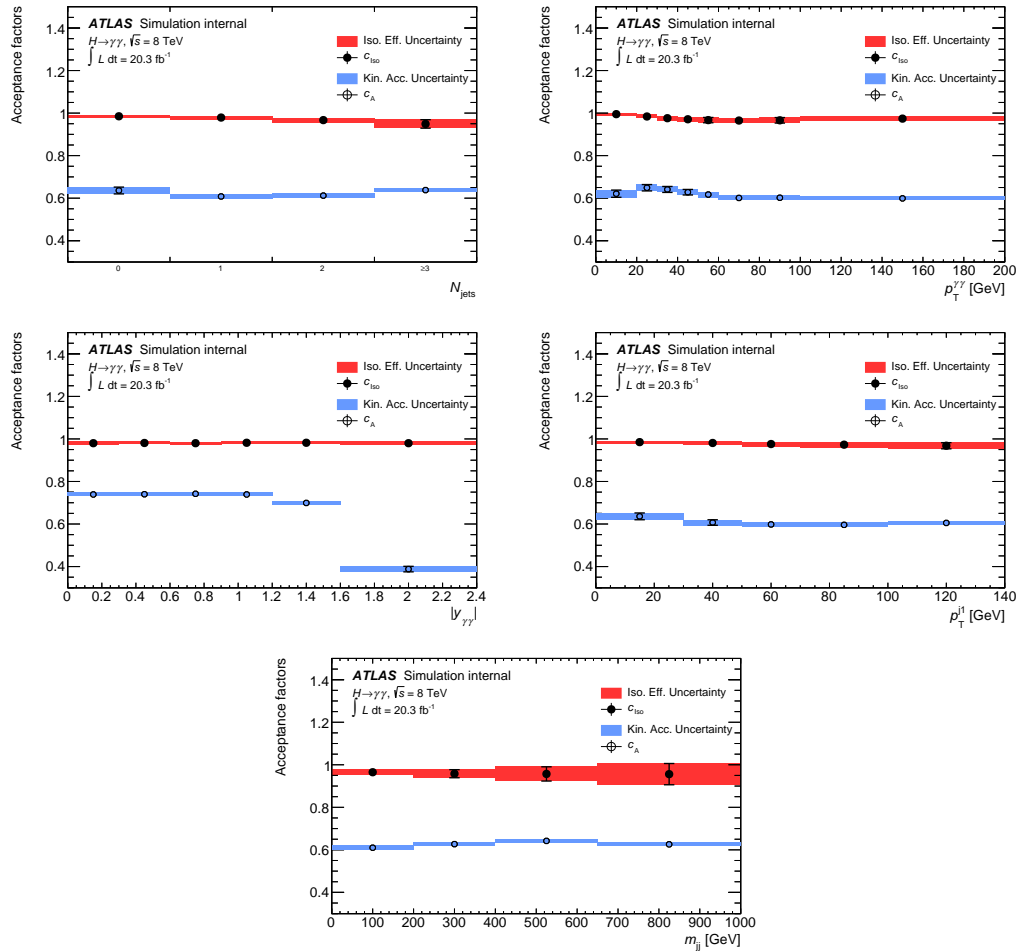 Acceptance factors
1.4
1.2
1
0.8
0.6
0.4
ATLAS Simulation internal
H→γγ, √s = 8 TeV
∫ L dt = 20.3 fb⁻¹
Iso. Eff. Uncertainty
c_Iso
Kin. Acc. Uncertainty
c_A
0 1 2 ≥3
N_jets
Acceptance factors
1.4
1.2
1
0.8
0.6
0.4
ATLAS Simulation internal
H→γγ, √s = 8 TeV
∫ L dt = 20.3 fb⁻¹
Iso. Eff. Uncertainty
c_Iso
Kin. Acc. Uncertainty
c_A
0 20 40 60 80 100 120 140 160 180 200
p_T^γγ [GeV]
Acceptance factors
1.4
1.2
1
0.8
0.6
0.4
ATLAS Simulation internal
H→γγ, √s = 8 TeV
∫ L dt = 20.3 fb⁻¹
Iso. Eff. Uncertainty
c_Iso
Kin. Acc. Uncertainty
c_A
0 0.2 0.4 0.6 0.8 1 1.2 1.4 1.6 1.8 2 2.2 2.4
|y_γγ|
Acceptance factors
1.4
1.2
1
0.8
0.6
0.4
ATLAS Simulation internal
H→γγ, √s = 8 TeV
∫ L dt = 20.3 fb⁻¹
Iso. Eff. Uncertainty
c_Iso
Kin. Acc. Uncertainty
c_A
0 20 40 60 80 100 120 140
p_T^j1 [GeV]
Acceptance factors
1.4
1.2
1
0.8
0.6
0.4
ATLAS Simulation internal
H→γγ, √s = 8 TeV
∫ L dt = 20.3 fb⁻¹
Iso. Eff. Uncertainty
c_Iso
Kin. Acc. Uncertainty
c_A
0 100 200 300 400 500 600 700 800 900 1000
m_jj [GeV]